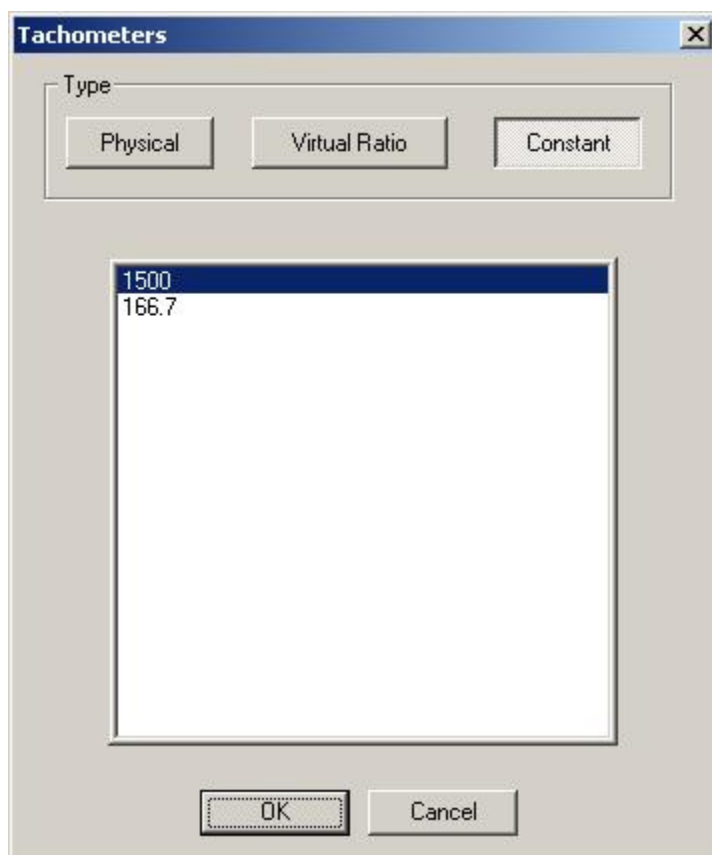 Tachometers
Type
Physical Virtual Ratio Constant
1500
166.7
OK Cancel